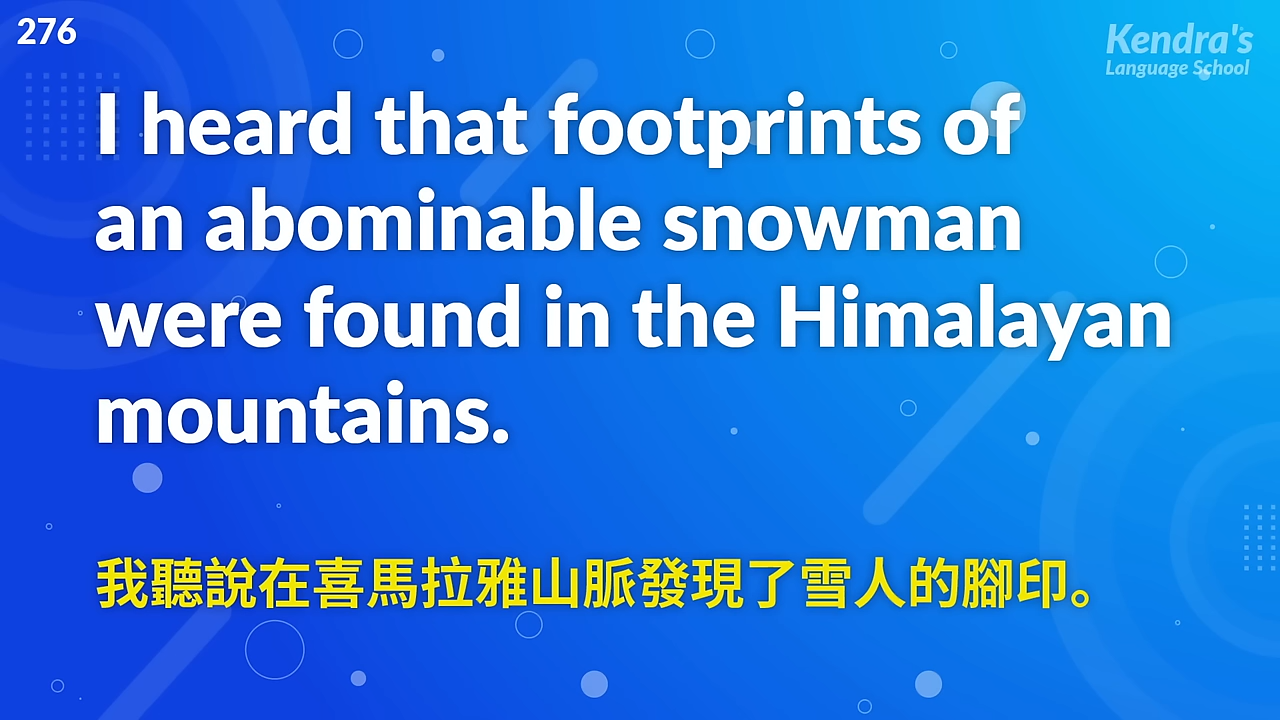 276
Kendra's
Language School
I heard that footprints of
an abominable snowman
were found in the Himalayan
mountains.
我聽說在喜馬拉雅山脈發現了雪人的腳印。